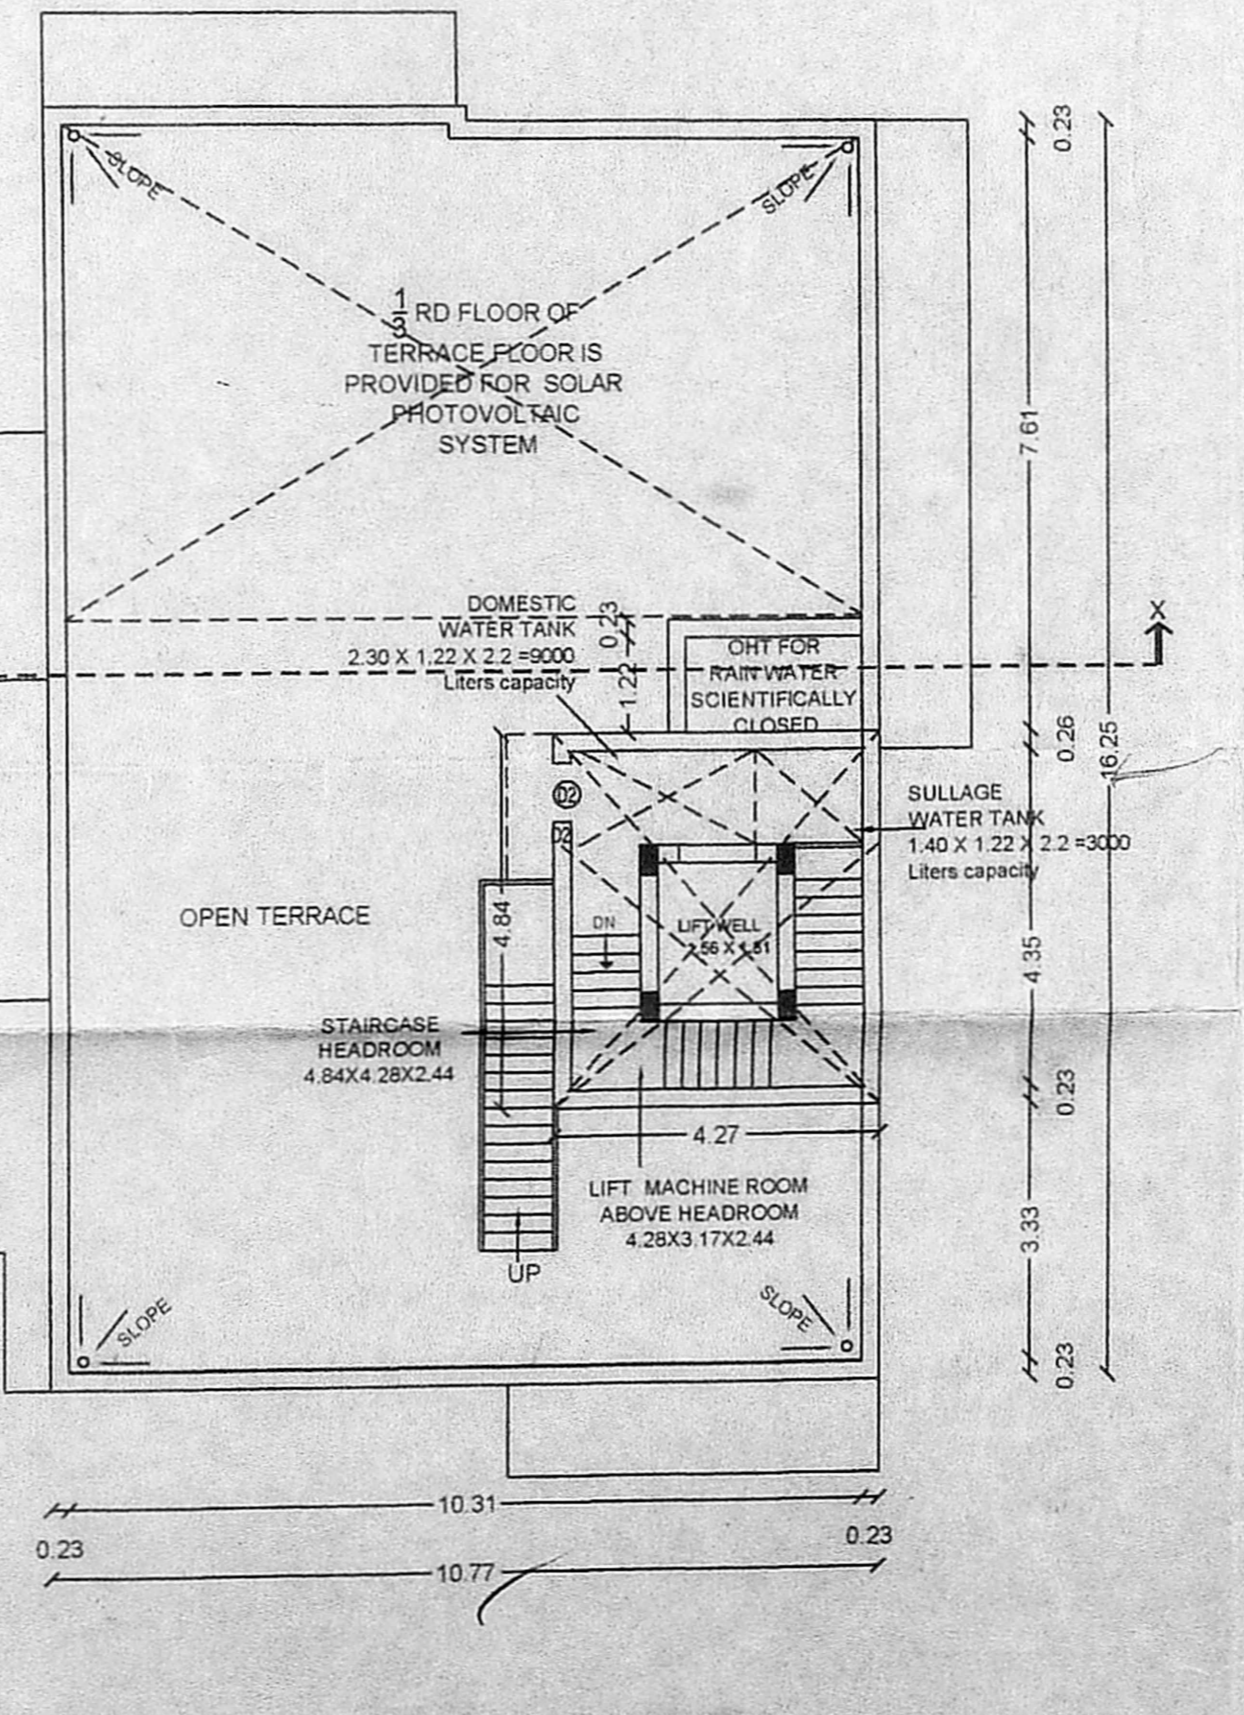 SLOPE
SLOPE
1/3 RD FLOOR OF
TERRACE FLOOR IS
PROVIDED FOR SOLAR
PHOTOVOLTAIC
SYSTEM
0.23
7.61
X
DOMESTIC
WATER TANK
2.30 X 1.22 X 2.2 =9000
Liters capacity
0.23
1.22
OHT FOR
RAIN WATER
SCIENTIFICALLY
CLOSED
0.26
16.25
D2
D2
SULLAGE
WATER TANK
1.40 X 1.22 X 2.2 =3000
Liters capacity
OPEN TERRACE
4.84
DN
LIFT WELL
4.35
STAIRCASE
HEADROOM
4.84X4.28X2.44
0.23
4.27
LIFT MACHINE ROOM
ABOVE HEADROOM
4.28X3.17X2.44
3.33
UP
SLOPE
SLOPE
0.23
10.31
0.23
0.23
10.77